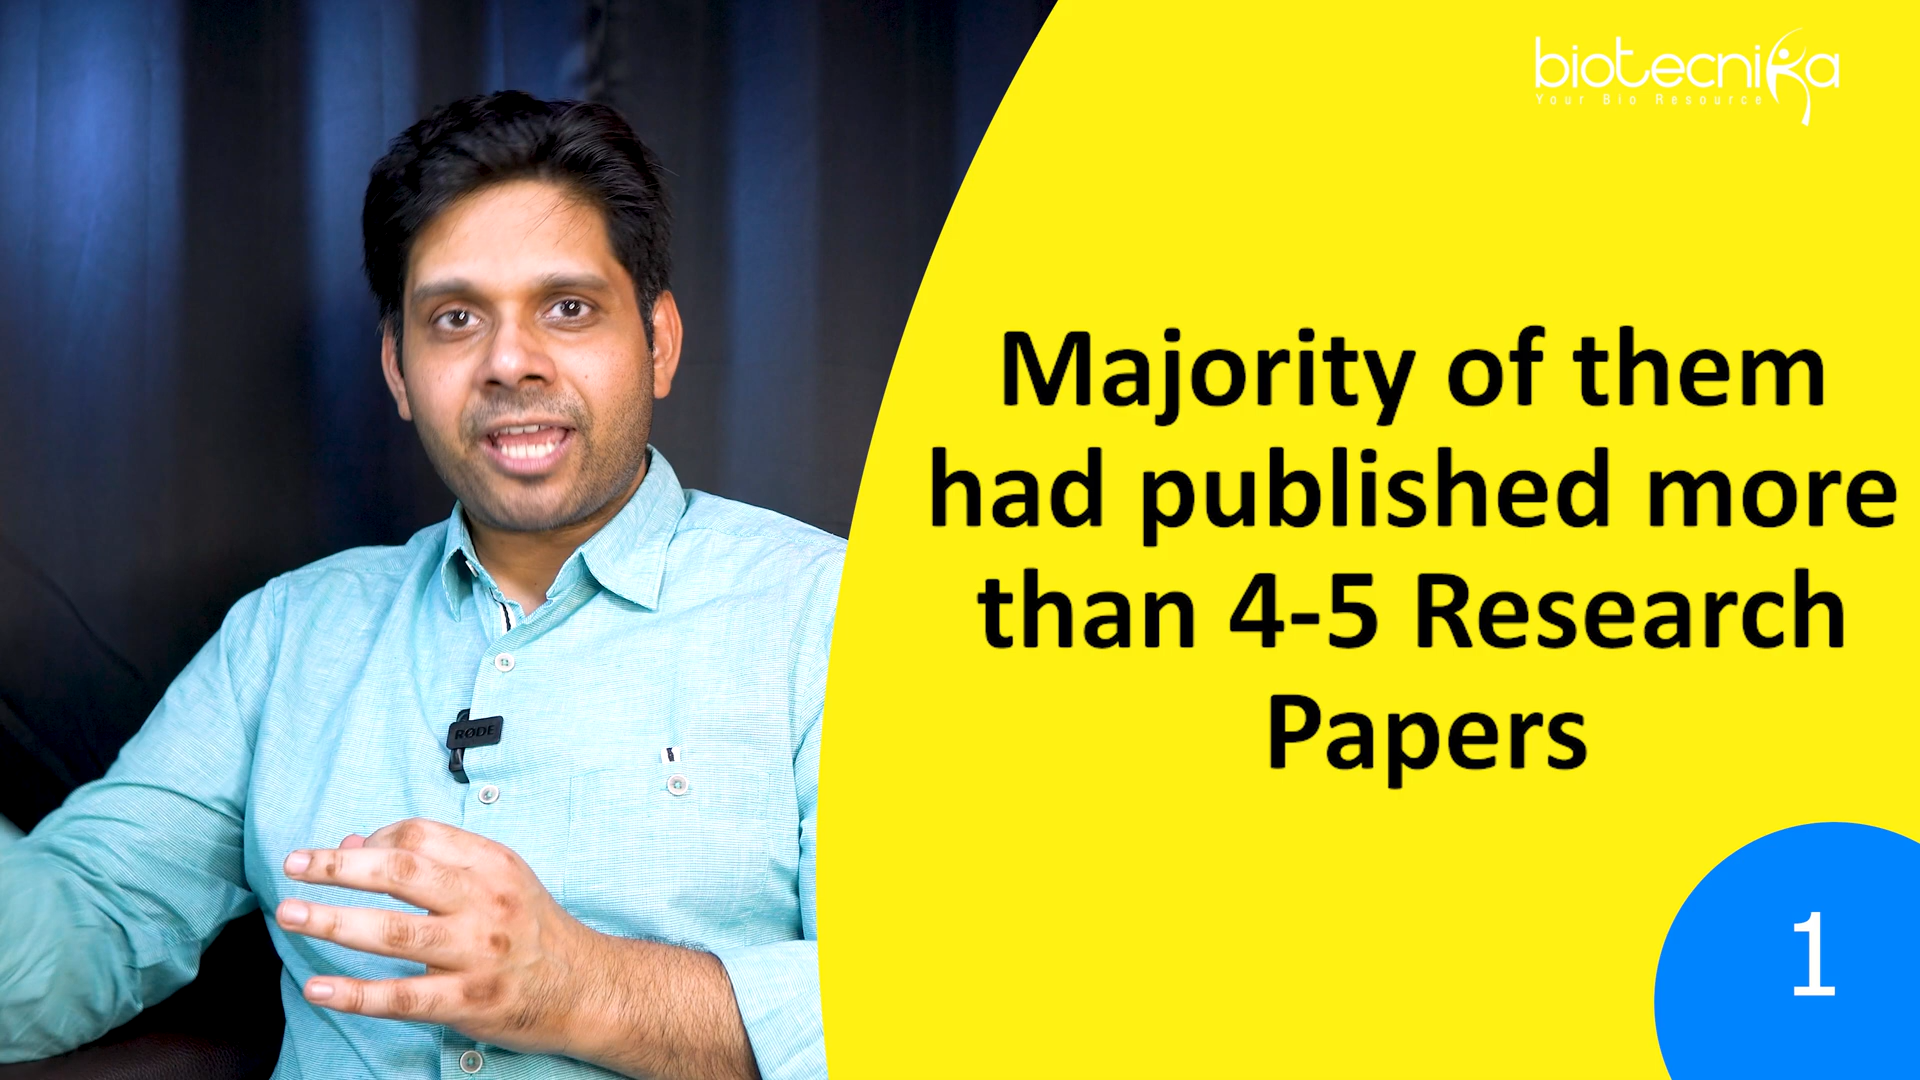 biotecnika
Your Bio Resource
Majority of them
had published more
than 4-5 Research
Papers
RØDE
1